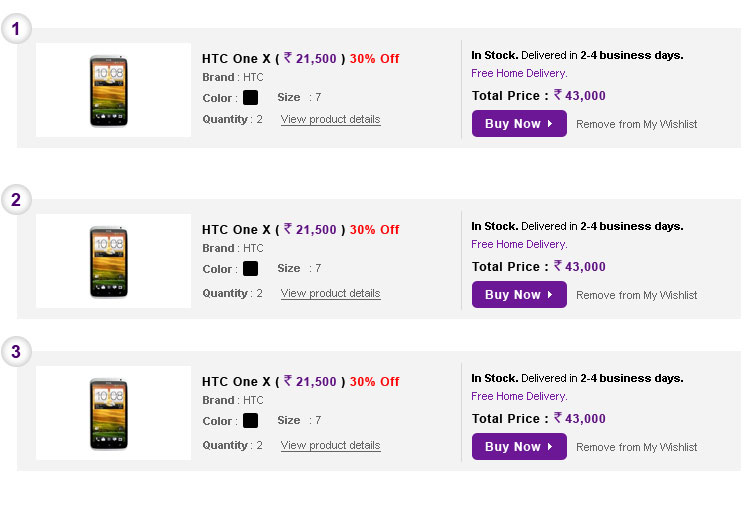 1
HTC One X ( ₹ 21,500 ) 30% Off
Brand : HTC
Color : Size : 7
Quantity : 2 View product details
In Stock. Delivered in 2-4 business days.
Free Home Delivery.
Total Price : ₹ 43,000
Buy Now Remove from My Wishlist
10:08
2
HTC One X ( ₹ 21,500 ) 30% Off
Brand : HTC
Color : Size : 7
Quantity : 2 View product details
In Stock. Delivered in 2-4 business days.
Free Home Delivery.
Total Price : ₹ 43,000
Buy Now Remove from My Wishlist
10:08
3
HTC One X ( ₹ 21,500 ) 30% Off
Brand : HTC
Color : Size : 7
Quantity : 2 View product details
In Stock. Delivered in 2-4 business days.
Free Home Delivery.
Total Price : ₹ 43,000
Buy Now Remove from My Wishlist
10:08